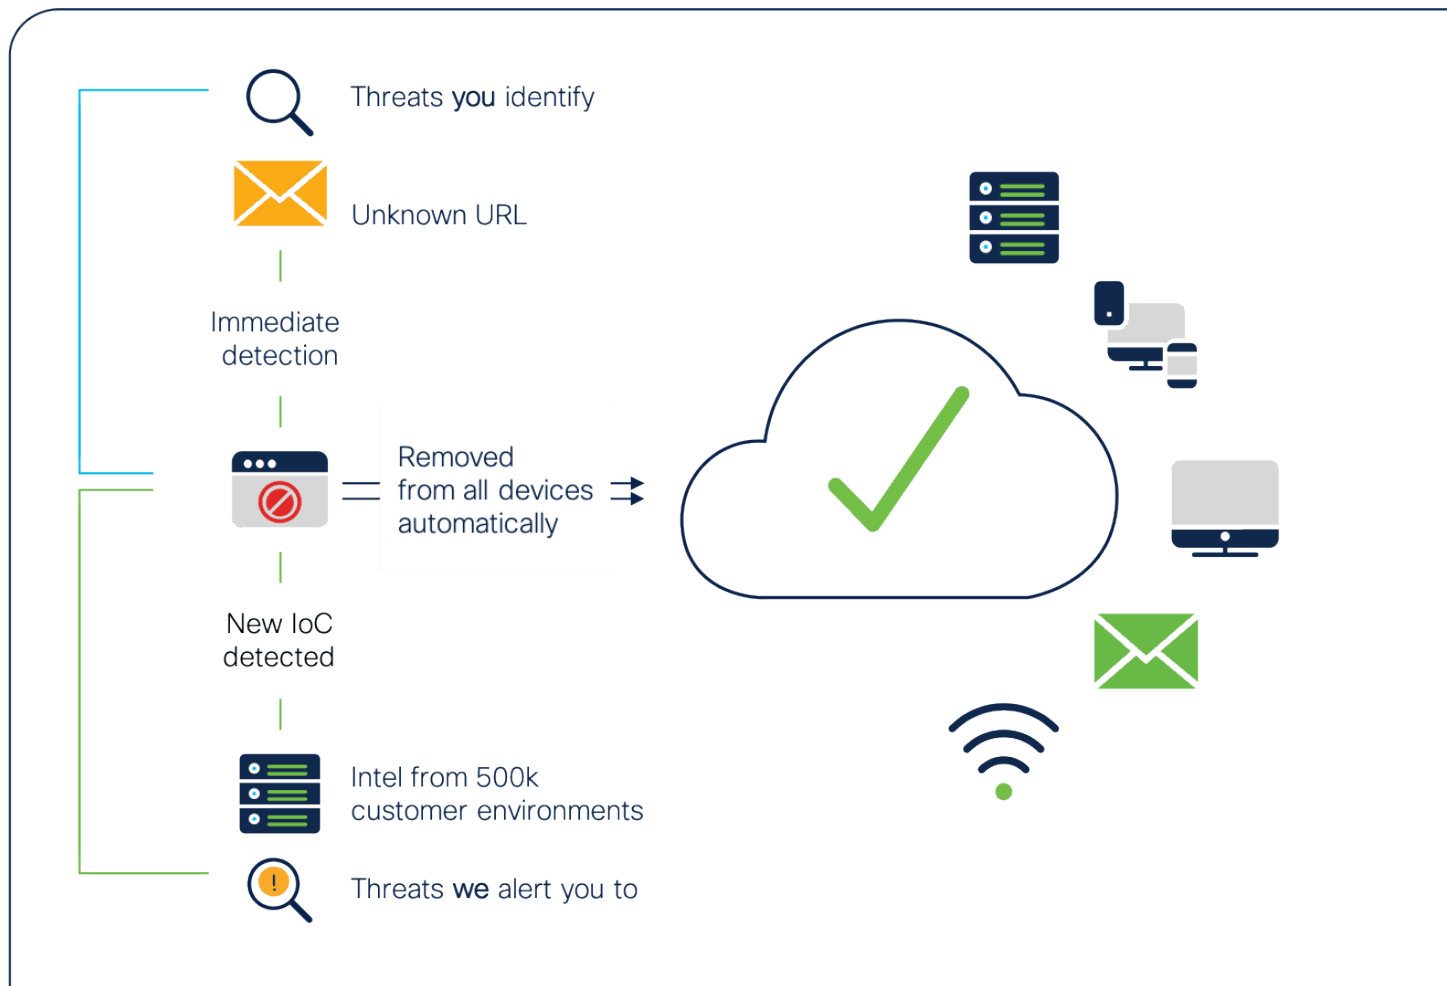 Threats you identify
Unknown URL
Immediate
detection
Removed
from all devices
automatically
New IoC
detected
Intel from 500k
customer environments
Threats we alert you to